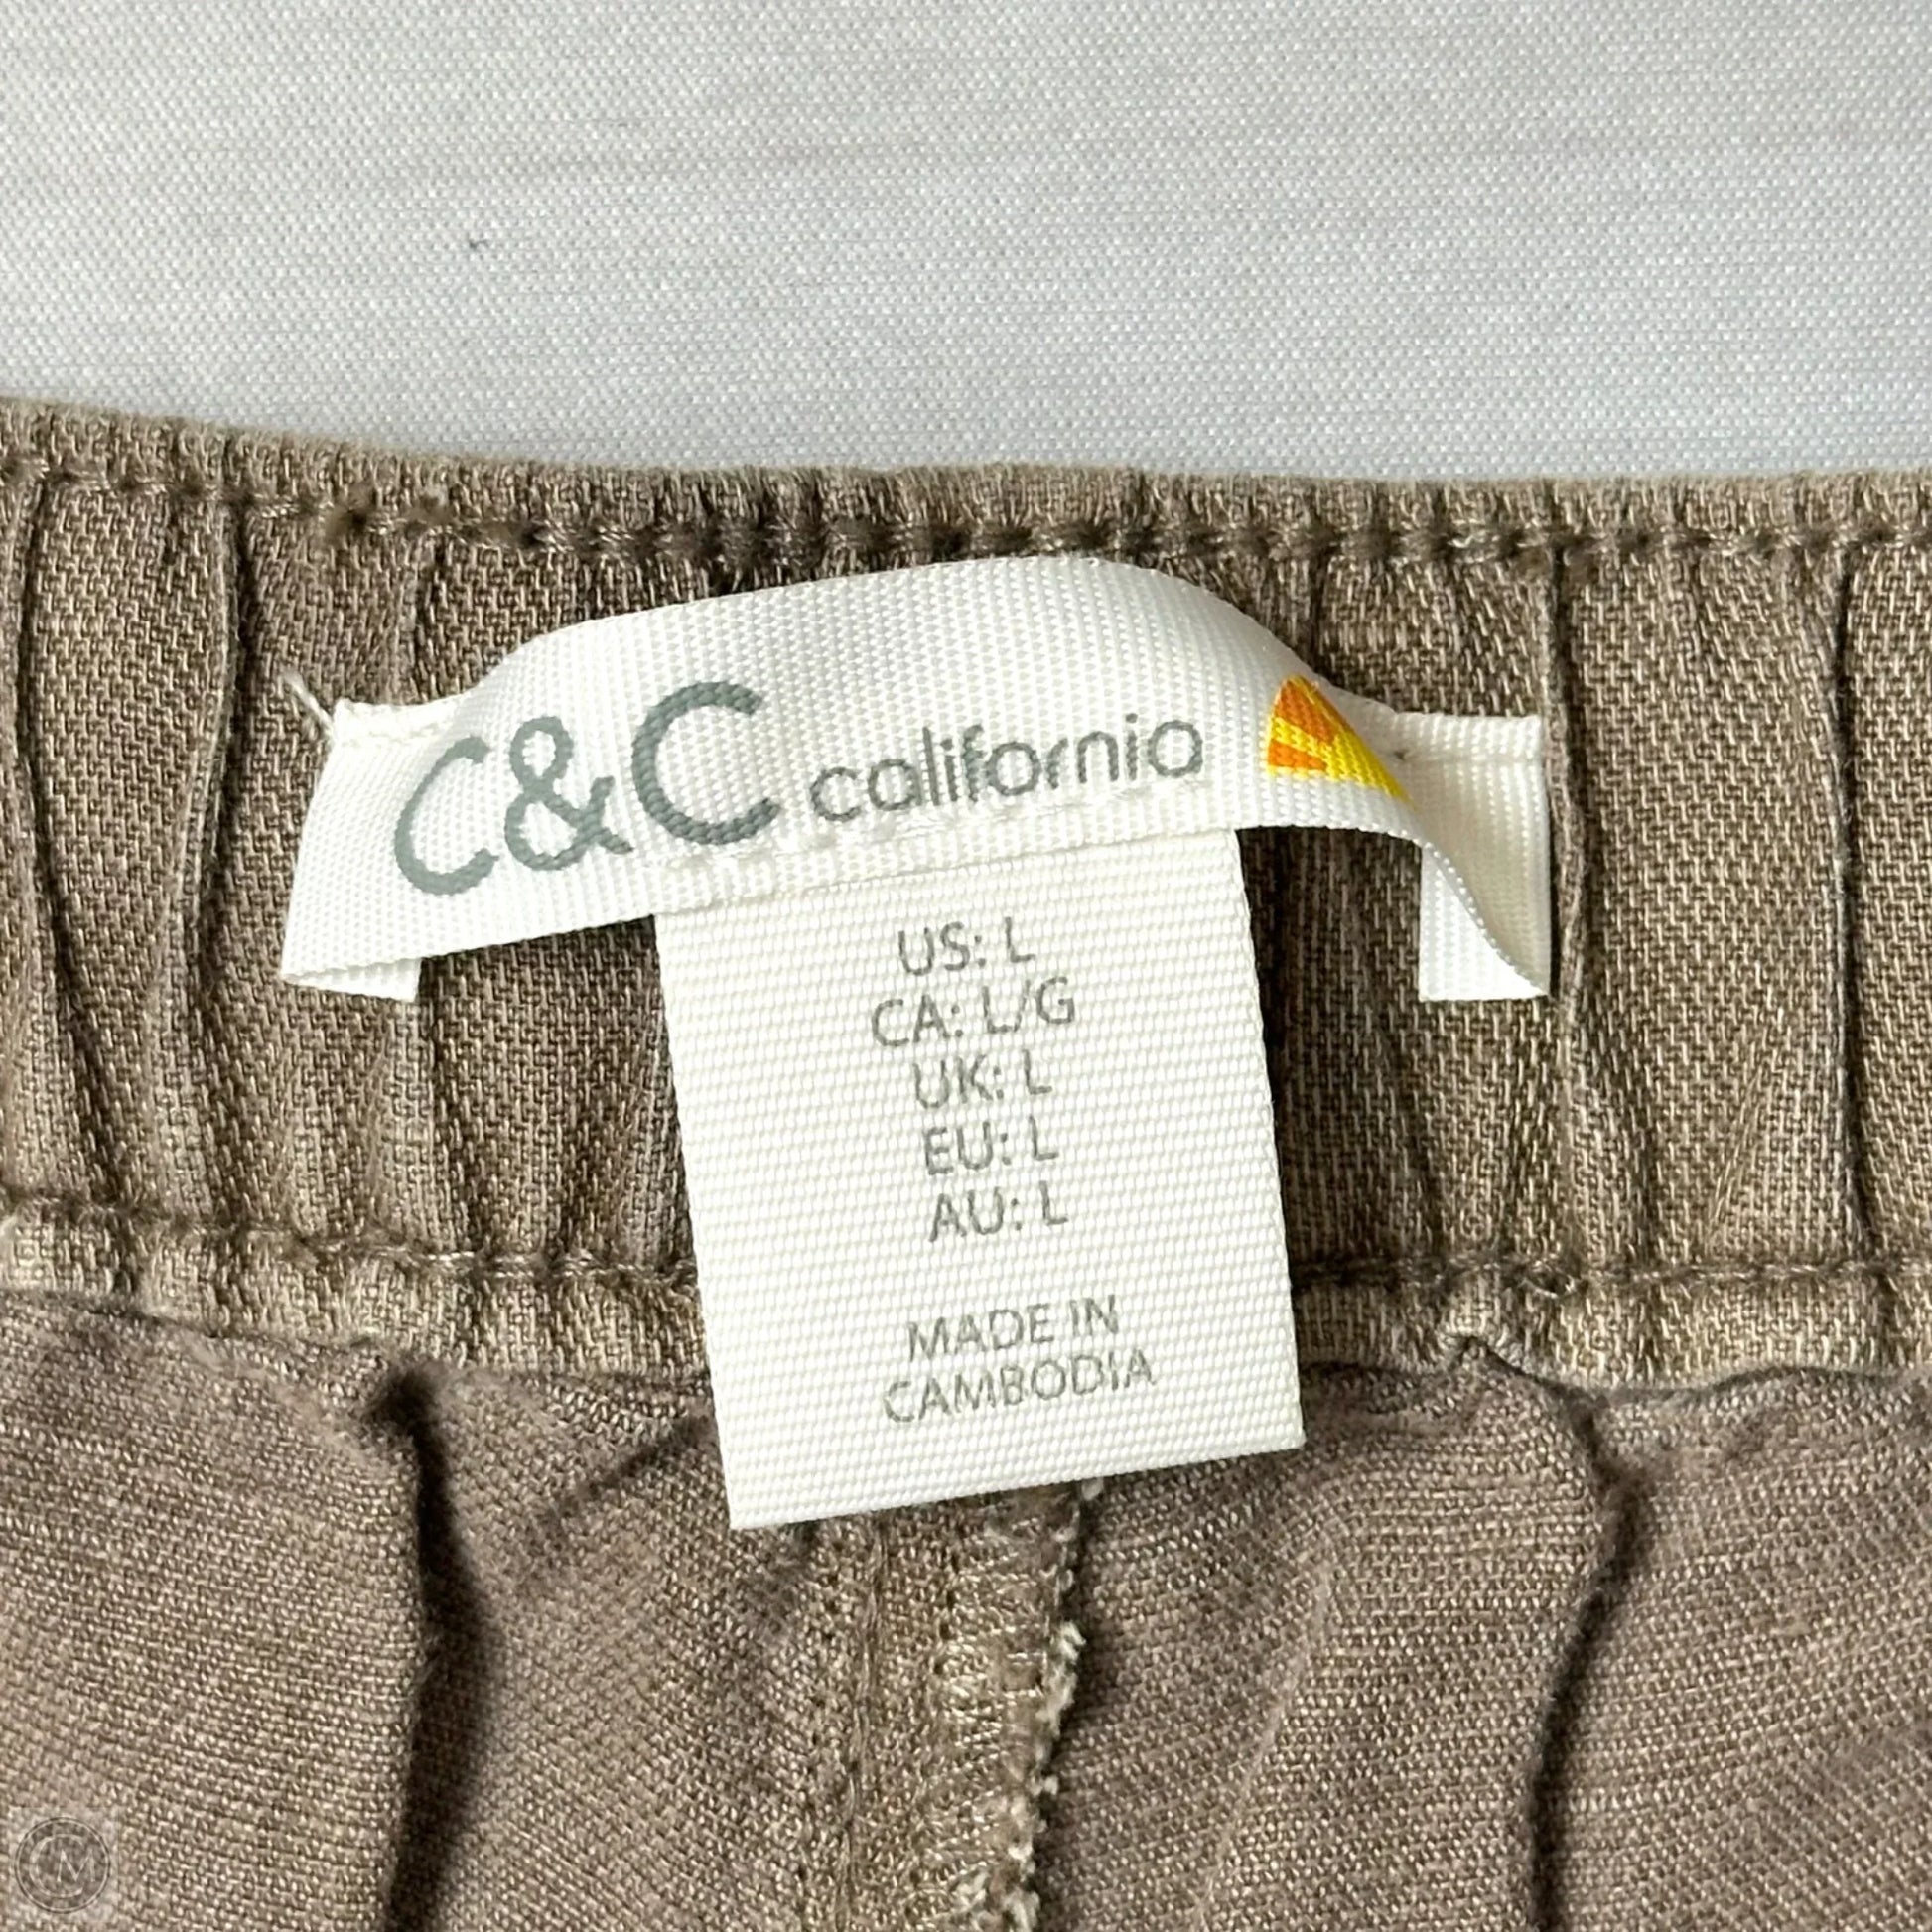 C&C california
US: L
CA: L/G
UK: L
EU: L
AU: L
MADE IN
CAMBODIA